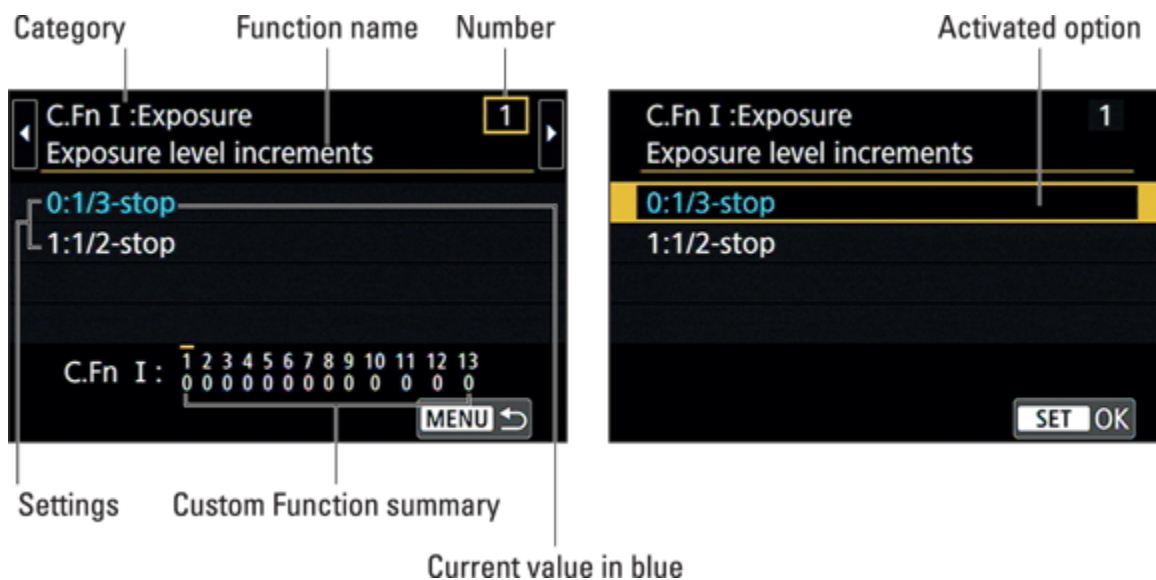 Category Function name Number Activated option
C.Fn I :Exposure 1
Exposure level increments
0:1/3-stop
1:1/2-stop
C.Fn I : 1 2 3 4 5 6 7 8 9 10 11 12 13
0 0 0 0 0 0 0 0 0 0 0 0 0
MENU
C.Fn I :Exposure 1
Exposure level increments
0:1/3-stop
1:1/2-stop
SET OK
Settings Custom Function summary
Current value in blue